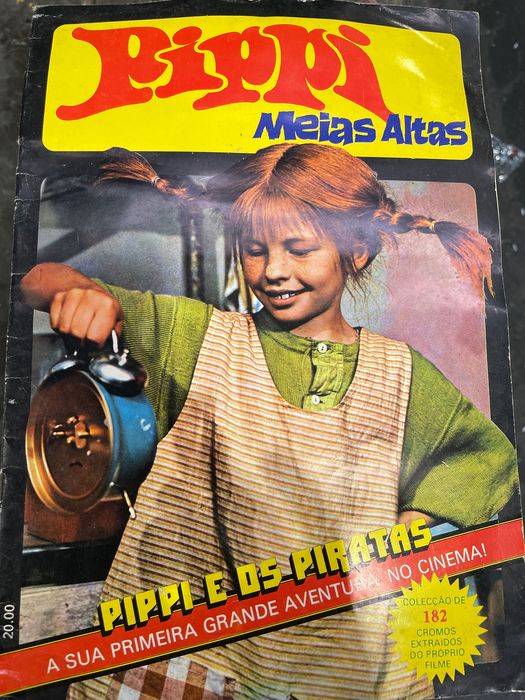 Pippi
Meias Altas
PIPPI E OS PIRATAS
A SUA PRIMEIRA GRANDE AVENTURA NO CINEMA!
COLECÇÃO DE
182
CROMOS
EXTRAIDOS
DO PRÓPRIO
FILME
20.00